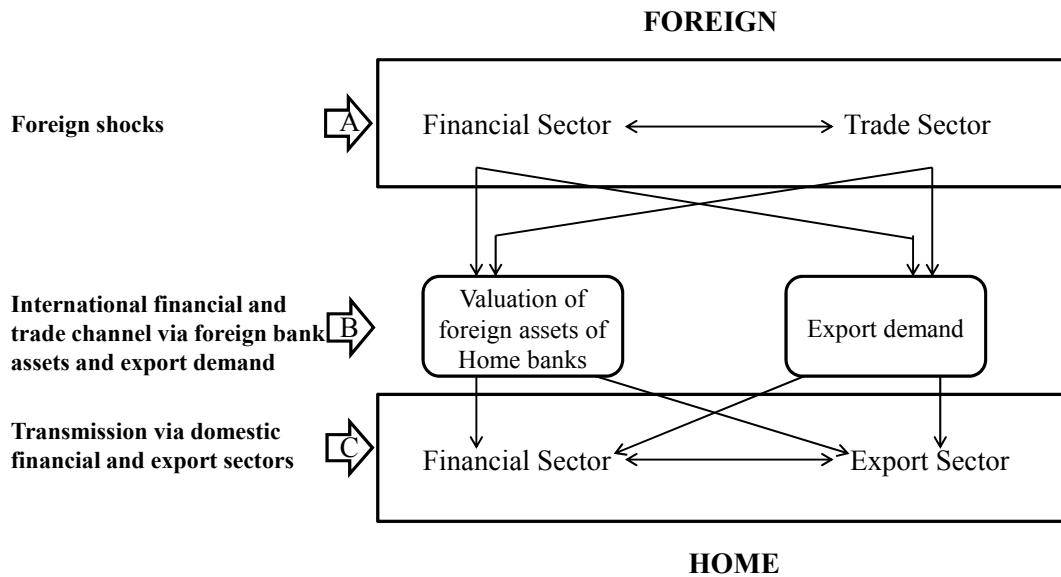 FOREIGN
Foreign shocks
A
Financial Sector
Trade Sector
International financial and
trade channel via foreign bank
assets and export demand
B
Valuation of
foreign assets of
Home banks
Export demand
Transmission via domestic
financial and export sectors
C
Financial Sector
Export Sector
HOME